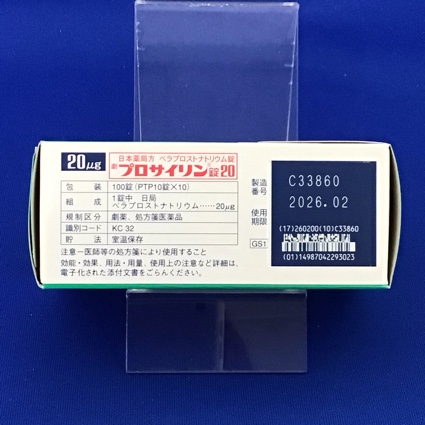 20μg
日本薬局方 ベラプロストナトリウム錠
劇 プロサイリン®錠20
包 装 100錠(PTP10錠×10)
組 成 1錠中 日局
ベラプロストナトリウム……20μg
規制区分 劇薬、処方箋医薬品
識別コード KC 32
貯 法 室温保存
注意-医師等の処方箋により使用すること
効能・効果、用法・用量、使用上の注意など詳細は、
電子化された添付文書をごらんください。
製造
番号
C33860
使用
期限
2026.02
(17)260200(10)C33860
GS1
(01)14987042293023